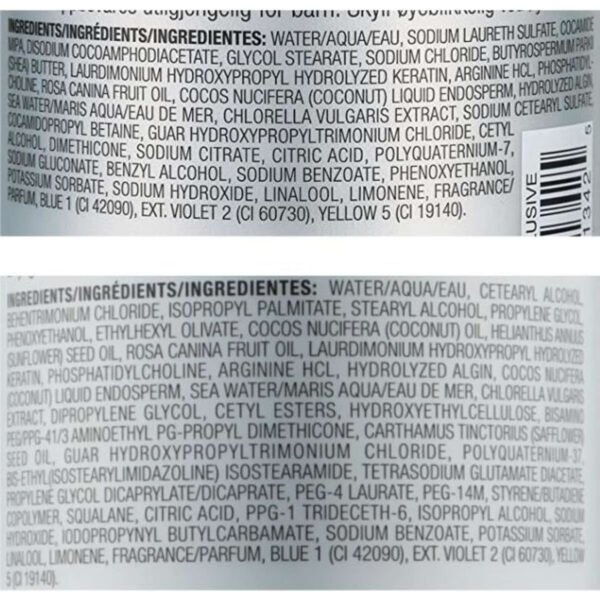 utilgjengelig for barn. Skyll øyeblikkelig
INGREDIENTS/INGRÉDIENTS/INGREDIENTES: WATER/AQUA/EAU, SODIUM LAURETH SULFATE, COCAMIDE
MIPA, DISODIUM COCOAMPHODIACETATE, GLYCOL STEARATE, SODIUM CHLORIDE, BUTYROSPERMUM PARKII
(SHEA) BUTTER, LAURDIMONIUM HYDROXYPROPYL HYDROLYZED KERATIN, ARGININE HCL, PHOSPHATIDYL-
CHOLINE, ROSA CANINA FRUIT OIL, COCOS NUCIFERA (COCONUT) LIQUID ENDOSPERM, HYDROLYZED ALGIN,
SEA WATER/MARIS AQUA/EAU DE MER, CHLORELLA VULGARIS EXTRACT, SODIUM CETEARYL SULFATE,
COCAMIDOPROPYL BETAINE, GUAR HYDROXYPROPYLTRIMONIUM CHLORIDE, CETYL
ALCOHOL, DIMETHICONE, SODIUM CITRATE, CITRIC ACID, POLYQUATERNIUM-7,
SODIUM GLUCONATE, BENZYL ALCOHOL, SODIUM BENZOATE, PHENOXYETHANOL,
POTASSIUM SORBATE, SODIUM HYDROXIDE, LINALOOL, LIMONENE, FRAGRANCE/
PARFUM, BLUE 1 (CI 42090), EXT. VIOLET 2 (CI 60730), YELLOW 5 (CI 19140).
USIVE
1342
5
INGREDIENTS/INGRÉDIENTS/INGREDIENTES: WATER/AQUA/EAU, CETEARYL ALCOHOL,
BEHENTRIMONIUM CHLORIDE, ISOPROPYL PALMITATE, STEARYL ALCOHOL, PROPYLENE GLYCOL,
PHENOXYETHANOL, ETHYLHEXYL OLIVATE, COCOS NUCIFERA (COCONUT) OIL, HELIANTHUS ANNUUS
(SUNFLOWER) SEED OIL, ROSA CANINA FRUIT OIL, LAURDIMONIUM HYDROXYPROPYL HYDROLYZED
KERATIN, PHOSPHATIDYLCHOLINE, ARGININE HCL, HYDROLYZED ALGIN, COCOS NUCIFERA
(COCONUT) LIQUID ENDOSPERM, SEA WATER/MARIS AQUA/EAU DE MER, CHLORELLA VULGARIS
EXTRACT, DIPROPYLENE GLYCOL, CETYL ESTERS, HYDROXYETHYLCELLULOSE, BISAMINO
PEG/PPG-41/3 AMINOETHYL PG-PROPYL DIMETHICONE, CARTHAMUS TINCTORIUS (SAFFLOWER)
SEED OIL, GUAR HYDROXYPROPYLTRIMONIUM CHLORIDE, POLYQUATERNIUM-37,
BIS-ETHYL(ISOSTEARYLIMIDAZOLINE) ISOSTEARAMIDE, TETRASODIUM GLUTAMATE DIACETATE,
PROPYLENE GLYCOL DICAPRYLATE/DICAPRATE, PEG-4 LAURATE, PEG-14M, STYRENE/BUTADIENE
COPOLYMER, SQUALANE, CITRIC ACID, PPG-1 TRIDECETH-6, ISOPROPYL ALCOHOL, SODIUM
HYDROXIDE, IODOPROPYNYL BUTYLCARBAMATE, SODIUM BENZOATE, POTASSIUM SORBATE,
LINALOOL, LIMONENE, FRAGRANCE/PARFUM, BLUE 1 (CI 42090), EXT. VIOLET 2 (CI 60730), YELLOW
5 (CI 19140).